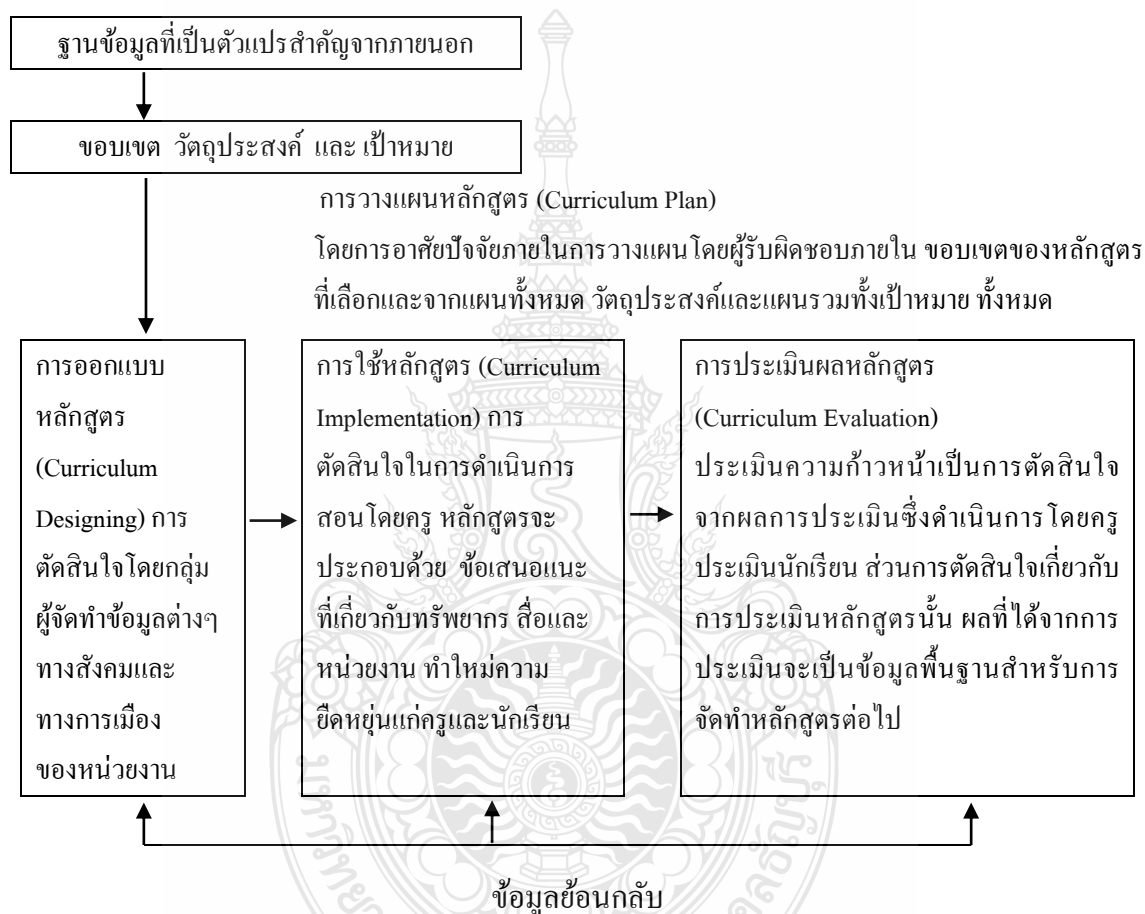 ฐานข้อมูลที่เป็นตัวแปรสำคัญจากภายนอก
ขอบเขต วัตถุประสงค์ และ เป้าหมาย
การวางแผนหลักสูตร (Curriculum Plan)
โดยการอาศัยปัจจัยภายในการวางแผนโดยผู้รับผิดชอบภายใน ขอบเขตของหลักสูตร
ที่เลือกและจากแผนทั้งหมด วัตถุประสงค์และแผนรวมทั้งเป้าหมาย ทั้งหมด
การออกแบบ
หลักสูตร
(Curriculum
Designing) การ
ตัดสินใจโดยกลุ่ม
ผู้จัดทำข้อมูลต่างๆ
ทางสังคมและ
ทางการเมือง
ของหน่วยงาน
การใช้หลักสูตร (Curriculum
Implementation) การ
ตัดสินใจในการดำเนินการ
สอนโดยครู หลักสูตรจะ
ประกอบด้วย ข้อเสนอแนะ
ที่เกี่ยวกับทรัพยากร สื่อและ
หน่วยงาน ทำใหม่ความ
ยืดหยุ่นแก่ครูและนักเรียน
การประเมินผลหลักสูตร
(Curriculum Evaluation)
ประเมินความก้าวหน้าเป็นการตัดสินใจ
จากผลการประเมินซึ่งดำเนินการโดยครู
ประเมินนักเรียน ส่วนการตัดสินใจเกี่ยวกับ
การประเมินหลักสูตรนั้น ผลที่ได้จากการ
ประเมินจะเป็นข้อมูลพื้นฐานสำหรับการ
จัดทำหลักสูตรต่อไป
ข้อมูลย้อนกลับ